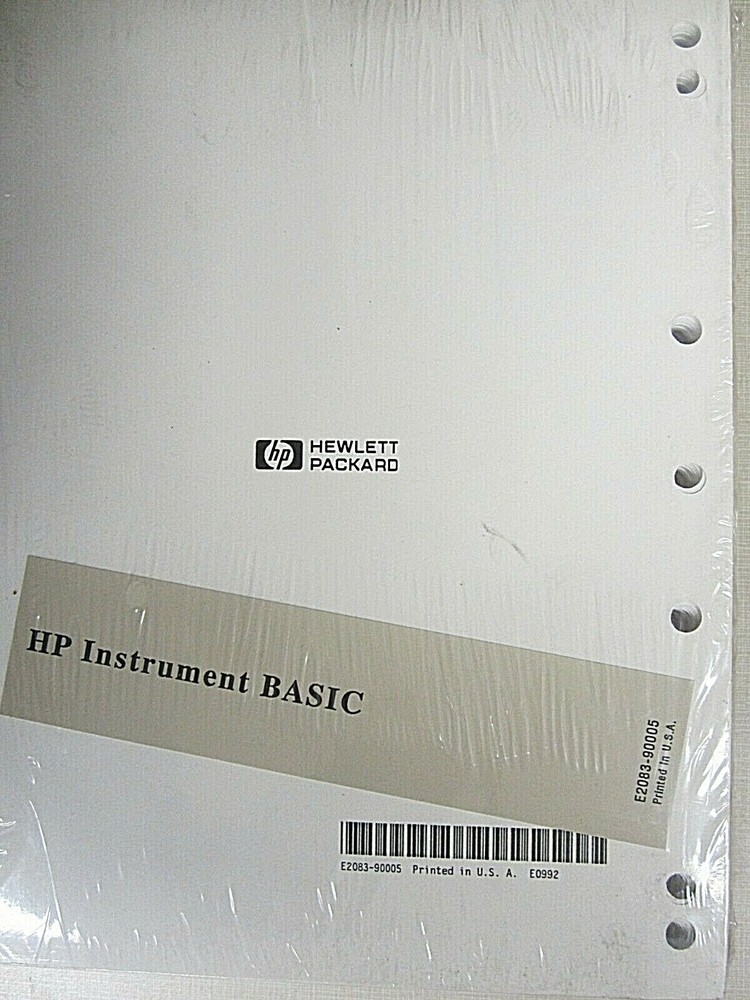 hp HEWLETT
PACKARD
HP Instrument BASIC
E2083-90005
Printed in U.S.A.
E2083-90005 Printed in U.S. A. E0992